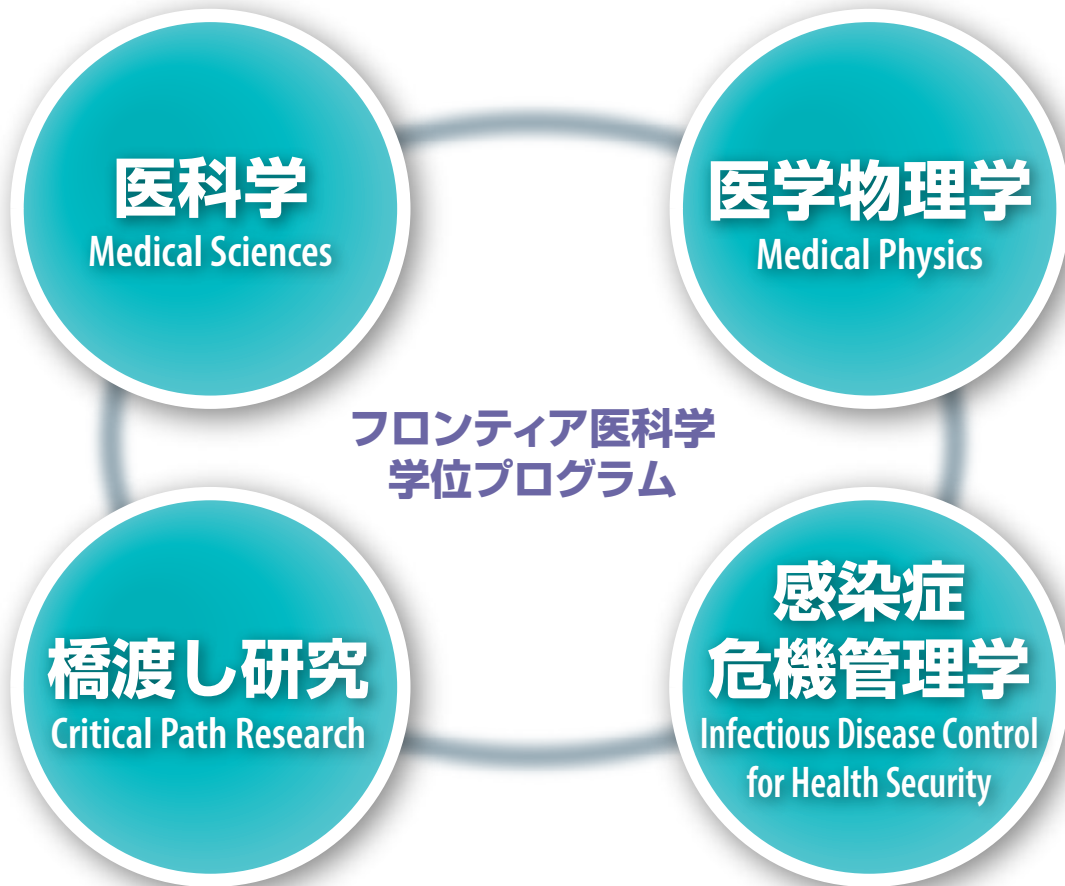 医科学
Medical Sciences
医学物理学
Medical Physics
フロンティア医科学
学位プログラム
橋渡し研究
Critical Path Research
感染症
危機管理学
Infectious Disease Control
for Health Security